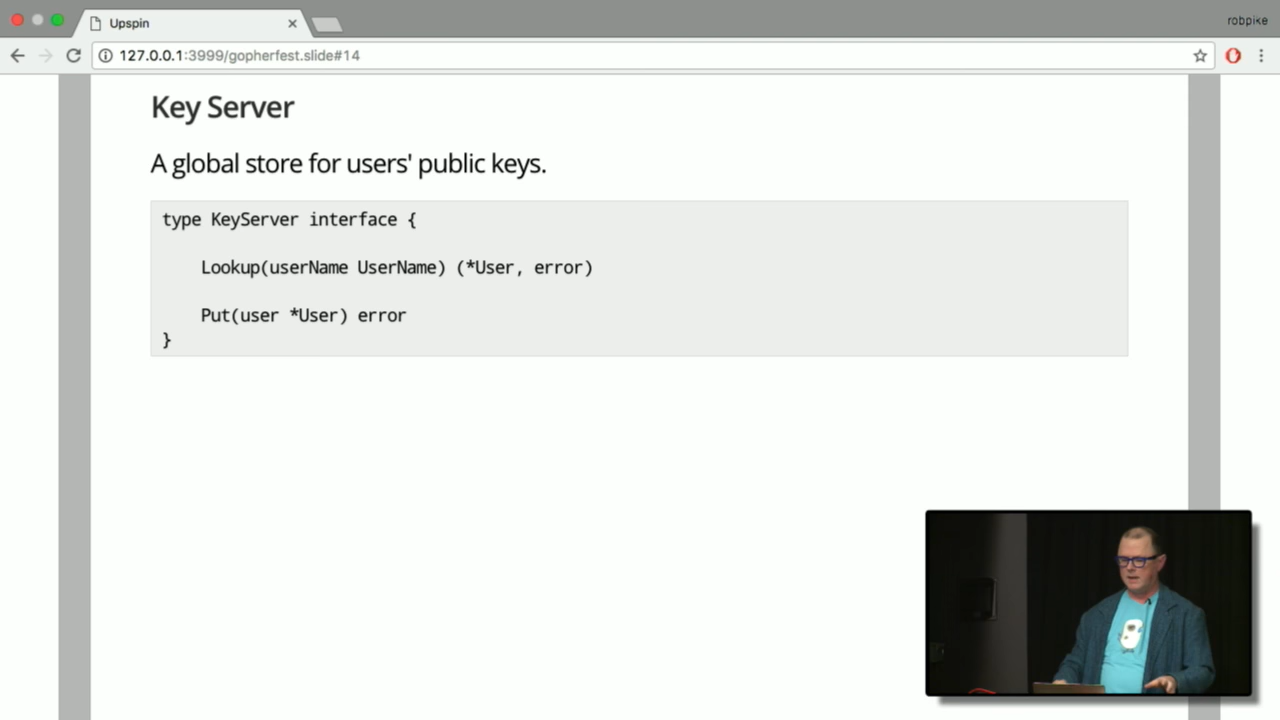 Upspin
robpike
127.0.0.1:3999/gopherfest.slide#14
Key Server
A global store for users' public keys.
type KeyServer interface {
Lookup(userName UserName) (*User, error)
Put(user *User) error
}